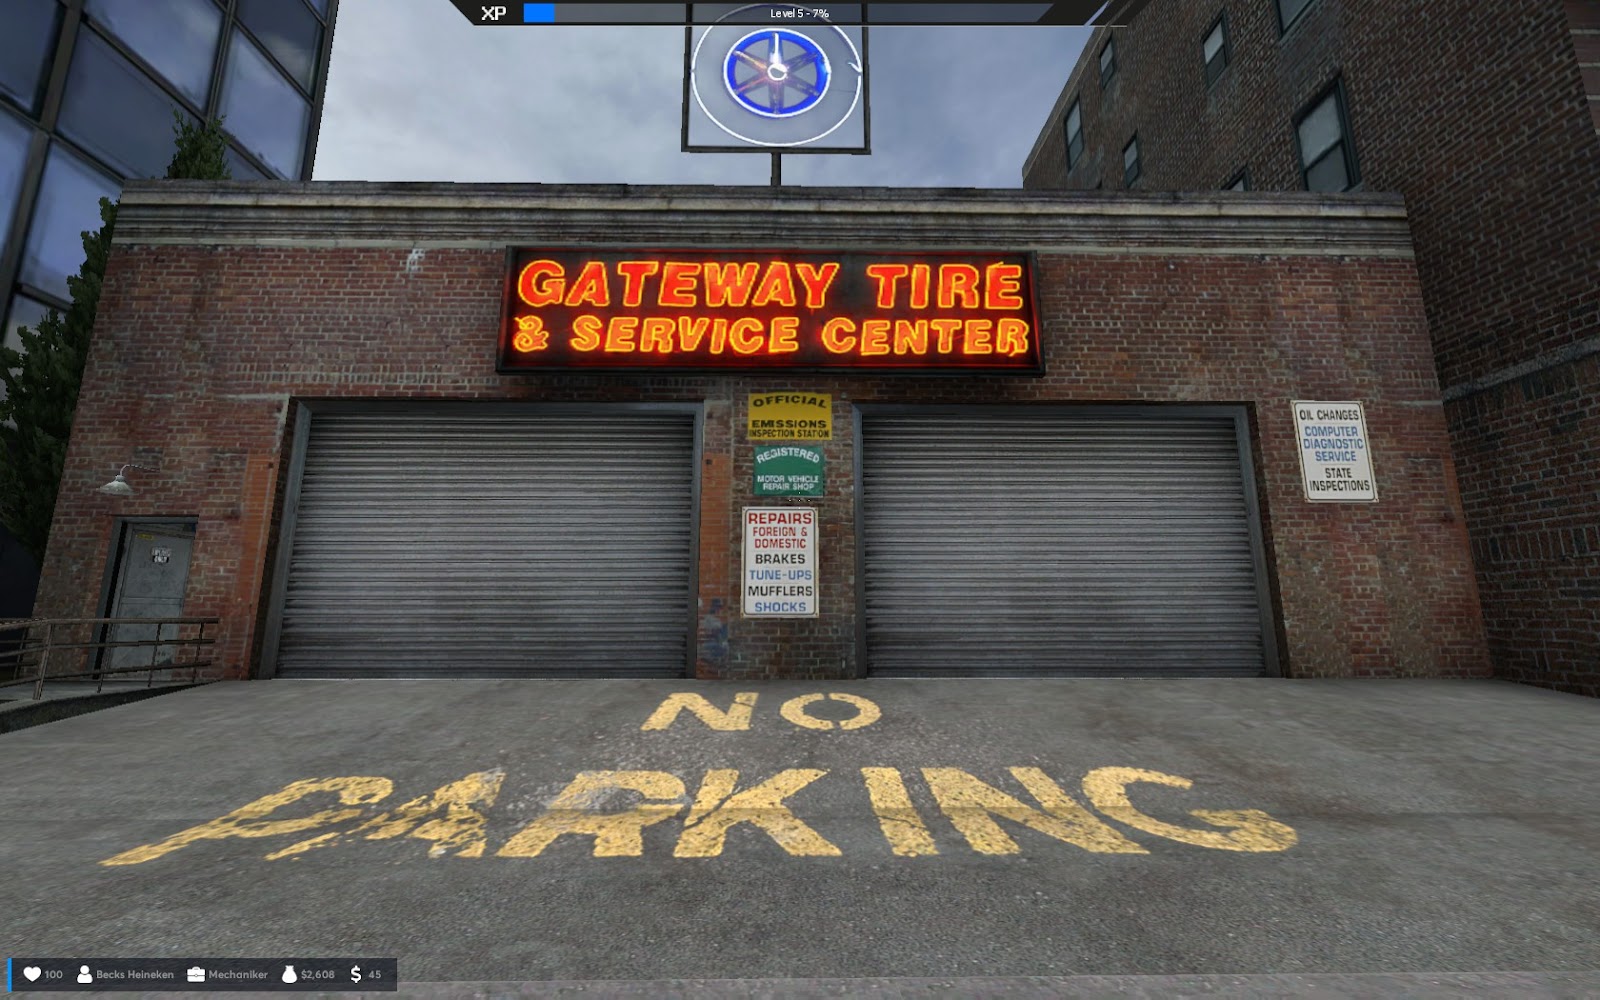 XP
Level 5 - 7%
GATEWAY TIRE
& SERVICE CENTER
OFFICIAL
EMISSIONS
INSPECTION STATION
REGISTERED
MOTOR VEHICLE
REPAIR SHOP
REPAIRS
FOREIGN &
DOMESTIC
BRAKES
TUNE-UPS
MUFFLERS
SHOCKS
OIL CHANGES
COMPUTER
DIAGNOSTIC
SERVICE
STATE
INSPECTIONS
NO
PARKING
100 Becks Heineken Mechaniker $2,608 $ 45